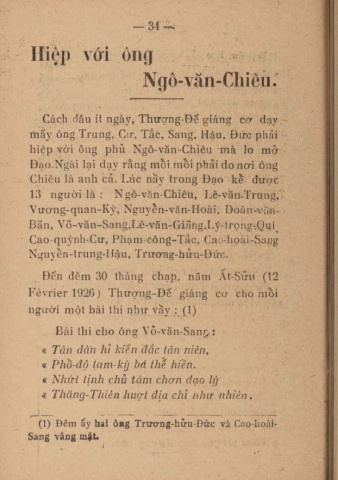 — 34 —
Hiệp với ông
Ngô-văn-Chiêu.
Cách đâu ít ngày, Thượng-Đế giáng cơ dạy
mấy ông Trung, Cư, Tắc, Sang, Hậu, Đức phải
hiệp với ông phủ Ngô-văn-Chiêu mà lo mở
Đạo.Ngài lại dạy rằng mỗi mỗi phải do nơi ông
Chiêu là anh cả. Lúc nầy trong Đạo kể được
13 người là : Ngô-văn-Chiêu, Lê-văn-Trung,
Vương-quan-Kỳ, Nguyễn-văn-Hoài, Đoàn-văn-
Bản, Võ-văn-Sang,Lê-văn-Giảng,Lý-trọng-Quí
Cao-quỳnh-Cư, Phạm-công-Tắc, Cao-hoài-Sang
Nguyễn-trung-Hậu, Trương-hữu-Đức.
Đến đêm 30 tháng chạp, năm Ất-Sửu (12
Février 1926) Thượng-Đế giáng cơ cho mỗi
người một bài thi như vầy : (1)
Bài thi cho ông Võ-văn-Sang :
« Tân dân hỉ kiến đắc tân niên,
« Phổ-độ tam-kỳ bá thế hiền.
« Nhứt tịnh chủ tâm chơn đạo lý
« Thăng-Thiên huợt địa chỉ như nhiên.
(1) Đêm ấy hai ông Trương-hữu-Đức và Cao-hoài-
Sang vắng mặt.